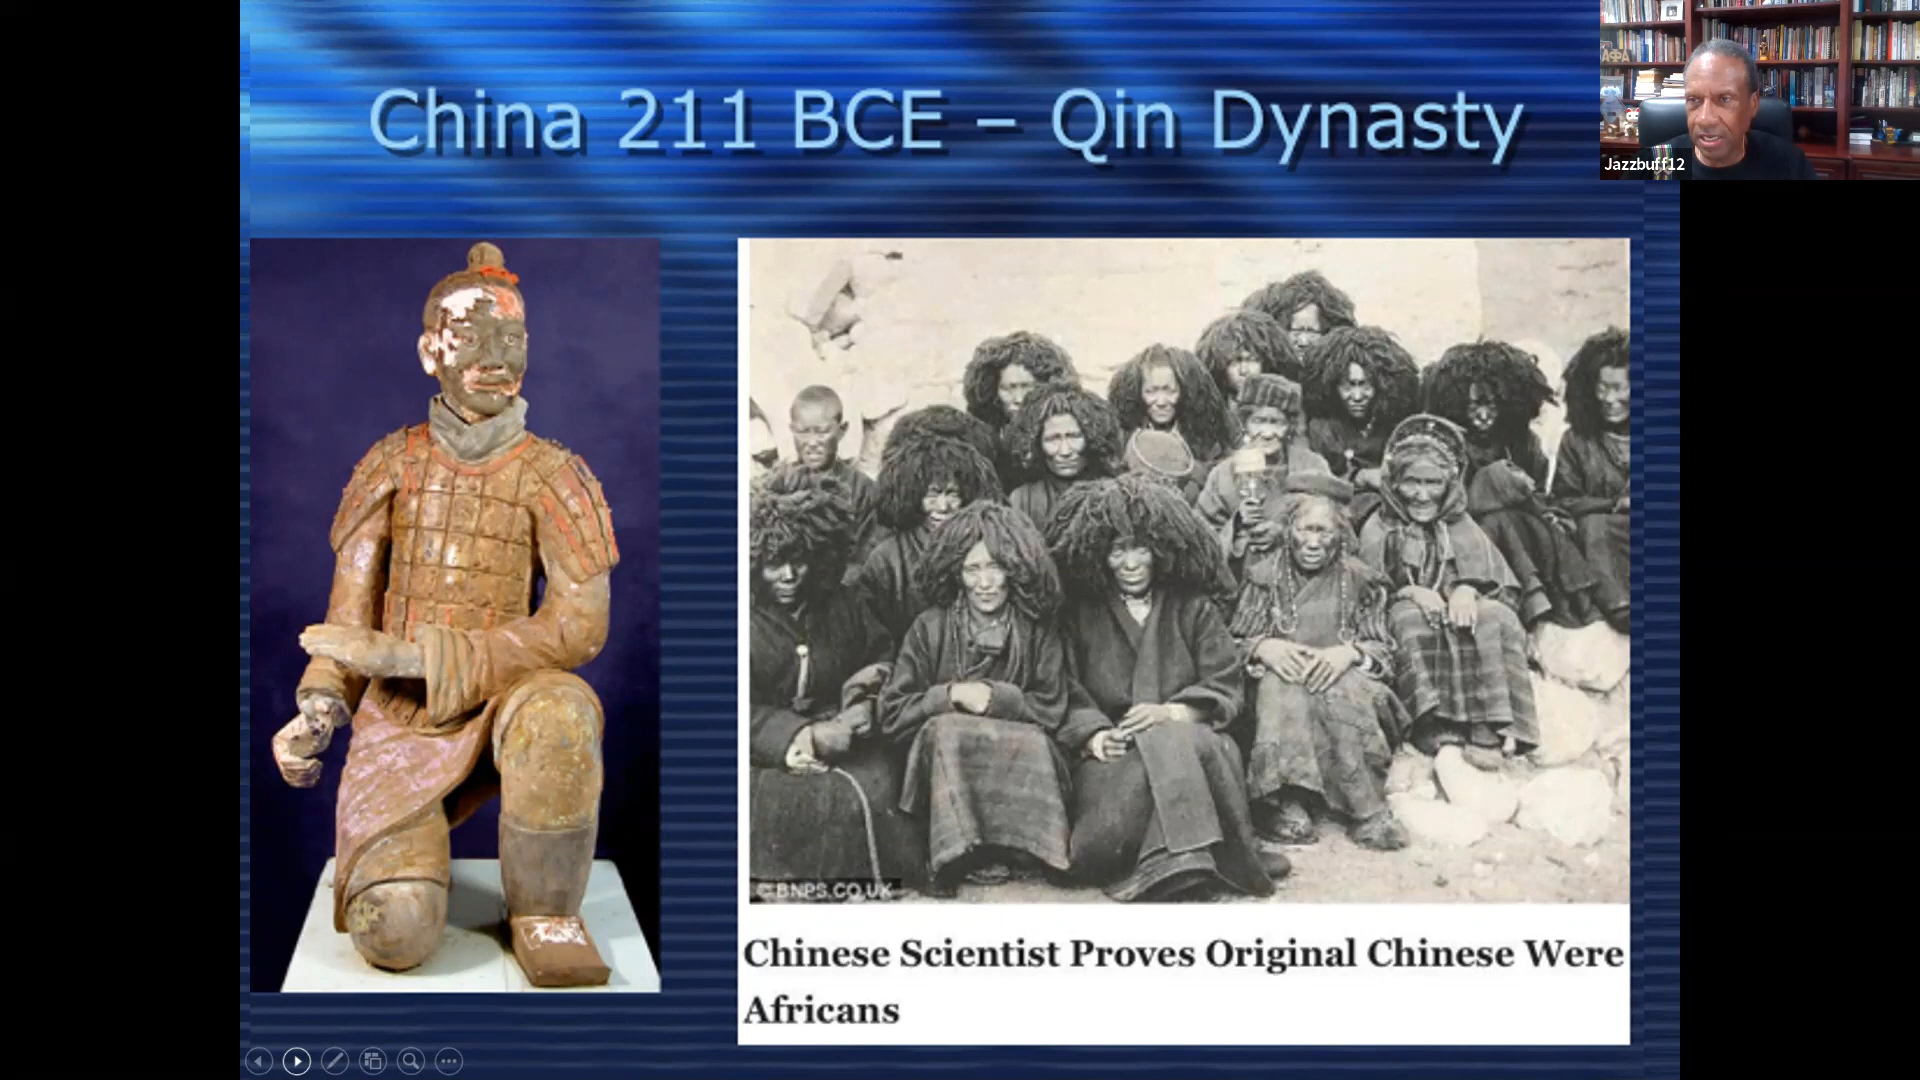 China 211 BCE – Qin Dynasty
Jazzbuff12
© BNPS.CO.UK
Chinese Scientist Proves Original Chinese Were
Africans